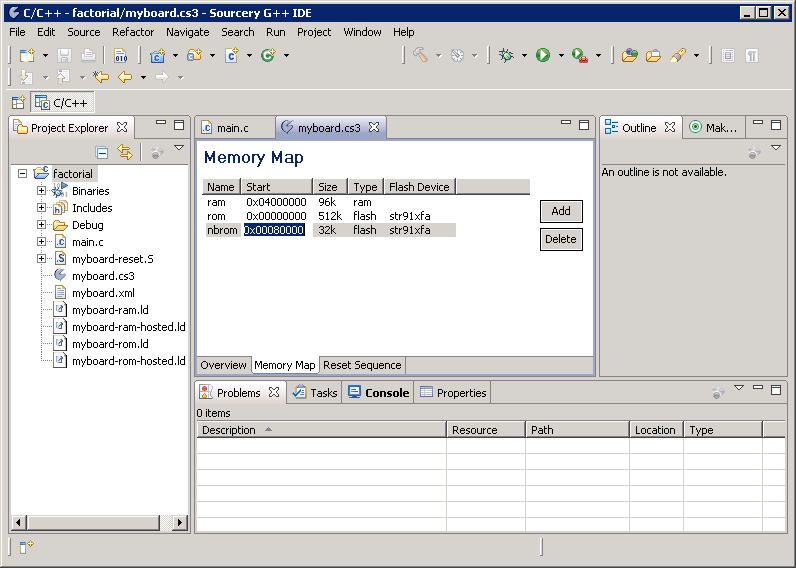 C/C++ - factorial/myboard.cs3 - Sourcery G++ IDE
File Edit Source Refactor Navigate Search Run Project Window Help
C/C++
Project Explorer
factorial
Binaries
Includes
Debug
main.c
myboard-reset.S
myboard.cs3
myboard.xml
myboard-ram.ld
myboard-ram-hosted.ld
myboard-rom.ld
myboard-rom-hosted.ld
main.c myboard.cs3
Memory Map
Name Start Size Type Flash Device
ram 0x04000000 96k ram
rom 0x00000000 512k flash str91xfa
nbrom 0x00080000 32k flash str91xfa
Add
Delete
Overview Memory Map Reset Sequence
Outline Mak...
An outline is not available.
Problems Tasks Console Properties
0 items
Description Resource Path Location Type